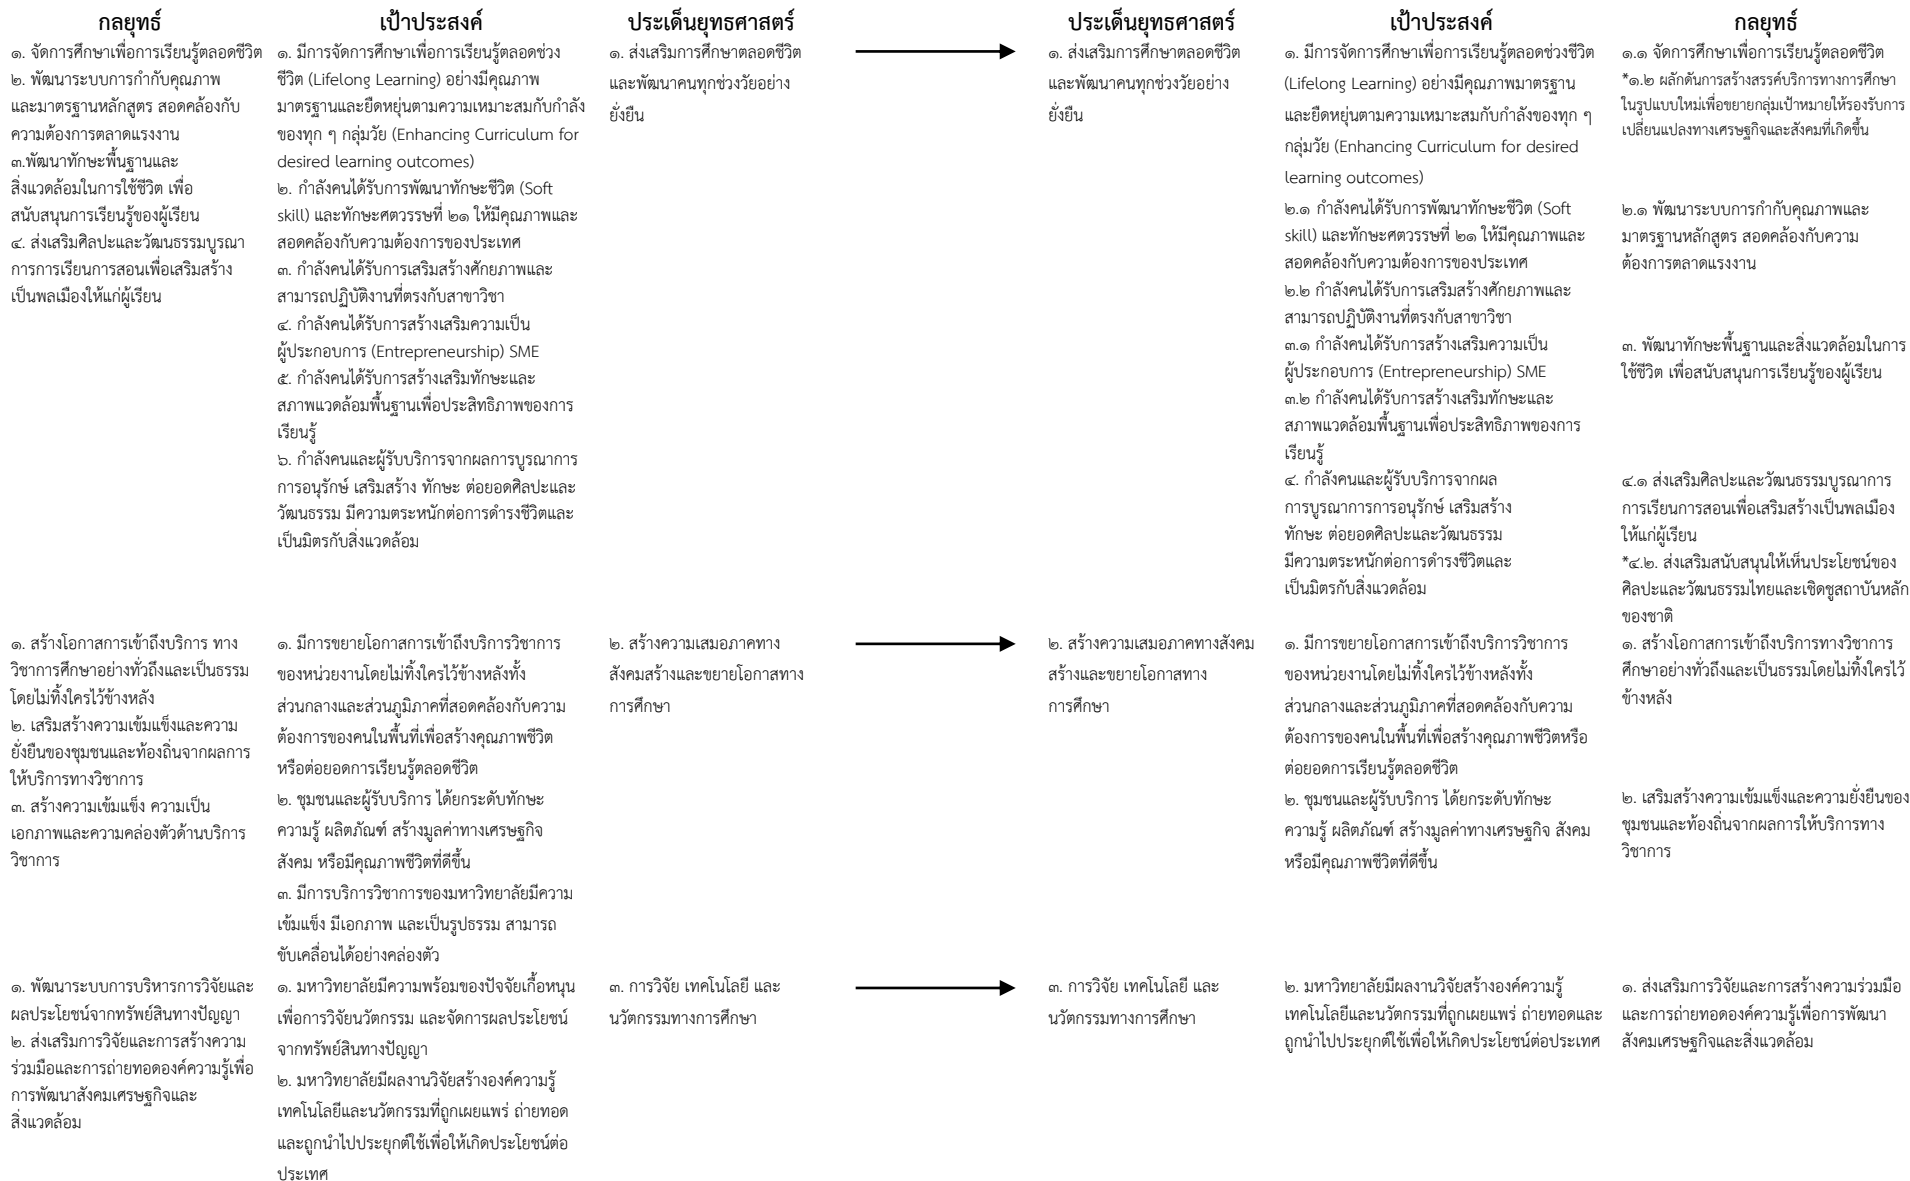 กลยุทธ์
๑. จัดการศึกษาเพื่อการเรียนรู้ตลอดชีวิต
๒. พัฒนาระบบการกำกับคุณภาพ
และมาตรฐานหลักสูตร สอดคล้องกับ
ความต้องการตลาดแรงงาน
๓.พัฒนาทักษะพื้นฐานและ
สิ่งแวดล้อมในการใช้ชีวิต เพื่อ
สนับสนุนการเรียนรู้ของผู้เรียน
๔. ส่งเสริมศิลปะและวัฒนธรรมบูรณา
การการเรียนการสอนเพื่อเสริมสร้าง
เป็นพลเมืองให้แก่ผู้เรียน
เป้าประสงค์
๑. มีการจัดการศึกษาเพื่อการเรียนรู้ตลอดช่วง
ชีวิต (Lifelong Learning) อย่างมีคุณภาพ
มาตรฐานและยืดหยุ่นตามความเหมาะสมกับกำลัง
ของทุก ๆ กลุ่มวัย (Enhancing Curriculum for
desired learning outcomes)
๒. กำลังคนได้รับการพัฒนาทักษะชีวิต (Soft
skill) และทักษะศตวรรษที่ ๒๑ ให้มีคุณภาพและ
สอดคล้องกับความต้องการของประเทศ
๓. กำลังคนได้รับการเสริมสร้างศักยภาพและ
สามารถปฏิบัติงานที่ตรงกับสาขาวิชา
๔. กำลังคนได้รับการสร้างเสริมความเป็น
ผู้ประกอบการ (Entrepreneurship) SME
๕. กำลังคนได้รับการสร้างเสริมทักษะและ
สภาพแวดล้อมพื้นฐานเพื่อประสิทธิภาพของการ
เรียนรู้
๖. กำลังคนและผู้รับบริการจากผลการบูรณาการ
การอนุรักษ์ เสริมสร้าง ทักษะ ต่อยอดศิลปะและ
วัฒนธรรม มีความตระหนักต่อการดำรงชีวิตและ
เป็นมิตรกับสิ่งแวดล้อม
ประเด็นยุทธศาสตร์
๑. ส่งเสริมการศึกษาตลอดชีวิต
และพัฒนาคนทุกช่วงวัยอย่าง
ยั่งยืน
ประเด็นยุทธศาสตร์
๑. ส่งเสริมการศึกษาตลอดชีวิต
และพัฒนาคนทุกช่วงวัยอย่าง
ยั่งยืน
เป้าประสงค์
๑. มีการจัดการศึกษาเพื่อการเรียนรู้ตลอดช่วงชีวิต
(Lifelong Learning) อย่างมีคุณภาพมาตรฐาน
และยืดหยุ่นตามความเหมาะสมกับกำลังของทุก ๆ
กลุ่มวัย (Enhancing Curriculum for desired
learning outcomes)
๒.๑ กำลังคนได้รับการพัฒนาทักษะชีวิต (Soft
skill) และทักษะศตวรรษที่ ๒๑ ให้มีคุณภาพและ
สอดคล้องกับความต้องการของประเทศ
๒.๒ กำลังคนได้รับการเสริมสร้างศักยภาพและ
สามารถปฏิบัติงานที่ตรงกับสาขาวิชา
๓.๑ กำลังคนได้รับการสร้างเสริมความเป็น
ผู้ประกอบการ (Entrepreneurship) SME
๓.๒ กำลังคนได้รับการสร้างเสริมทักษะและ
สภาพแวดล้อมพื้นฐานเพื่อประสิทธิภาพของการ
เรียนรู้
๔. กำลังคนและผู้รับบริการจากผล
การบูรณาการการอนุรักษ์ เสริมสร้าง
ทักษะ ต่อยอดศิลปะและวัฒนธรรม
มีความตระหนักต่อการดำรงชีวิตและ
เป็นมิตรกับสิ่งแวดล้อม
กลยุทธ์
๑.๑ จัดการศึกษาเพื่อการเรียนรู้ตลอดชีวิต
*๑.๒ ผลักดันการสร้างสรรค์บริการทางการศึกษา
ในรูปแบบใหม่เพื่อขยายกลุ่มเป้าหมายให้รองรับการ
เปลี่ยนแปลงทางเศรษฐกิจและสังคมที่เกิดขึ้น
๒.๑ พัฒนาระบบการกำกับคุณภาพและ
มาตรฐานหลักสูตร สอดคล้องกับความ
ต้องการตลาดแรงงาน
๓. พัฒนาทักษะพื้นฐานและสิ่งแวดล้อมในการ
ใช้ชีวิต เพื่อสนับสนุนการเรียนรู้ของผู้เรียน
๔.๑ ส่งเสริมศิลปะและวัฒนธรรมบูรณาการ
การเรียนการสอนเพื่อเสริมสร้างเป็นพลเมือง
ให้แก่ผู้เรียน
*๔.๒. ส่งเสริมสนับสนุนให้เห็นประโยชน์ของ
ศิลปะและวัฒนธรรมไทยและเชิดชูสถาบันหลัก
ของชาติ
๑. สร้างโอกาสการเข้าถึงบริการ ทาง
วิชาการศึกษาอย่างทั่วถึงและเป็นธรรม
โดยไม่ทิ้งใครไว้ข้างหลัง
๒. เสริมสร้างความเข้มแข็งและความ
ยั่งยืนของชุมชนและท้องถิ่นจากผลการ
ให้บริการทางวิชาการ
๓. สร้างความเข้มแข็ง ความเป็น
เอกภาพและความคล่องตัวด้านบริการ
วิชาการ
๑. มีการขยายโอกาสการเข้าถึงบริการวิชาการ
ของหน่วยงานโดยไม่ทิ้งใครไว้ข้างหลังทั้ง
ส่วนกลางและส่วนภูมิภาคที่สอดคล้องกับความ
ต้องการของคนในพื้นที่เพื่อสร้างคุณภาพชีวิต
หรือต่อยอดการเรียนรู้ตลอดชีวิต
๒. ชุมชนและผู้รับบริการ ได้ยกระดับทักษะ
ความรู้ ผลิตภัณฑ์ สร้างมูลค่าทางเศรษฐกิจ
สังคม หรือมีคุณภาพชีวิตที่ดีขึ้น
๓. มีการบริการวิชาการของมหาวิทยาลัยมีความ
เข้มแข็ง มีเอกภาพ และเป็นรูปธรรม สามารถ
ขับเคลื่อนได้อย่างคล่องตัว
๒. สร้างความเสมอภาคทาง
สังคมสร้างและขยายโอกาสทาง
การศึกษา
๒. สร้างความเสมอภาคทางสังคม
สร้างและขยายโอกาสทาง
การศึกษา
๑. มีการขยายโอกาสการเข้าถึงบริการวิชาการ
ของหน่วยงานโดยไม่ทิ้งใครไว้ข้างหลังทั้ง
ส่วนกลางและส่วนภูมิภาคที่สอดคล้องกับความ
ต้องการของคนในพื้นที่เพื่อสร้างคุณภาพชีวิตหรือ
ต่อยอดการเรียนรู้ตลอดชีวิต
๒. ชุมชนและผู้รับบริการ ได้ยกระดับทักษะ
ความรู้ ผลิตภัณฑ์ สร้างมูลค่าทางเศรษฐกิจ สังคม
หรือมีคุณภาพชีวิตที่ดีขึ้น
๑. สร้างโอกาสการเข้าถึงบริการทางวิชาการ
ศึกษาอย่างทั่วถึงและเป็นธรรมโดยไม่ทิ้งใครไว้
ข้างหลัง
๒. เสริมสร้างความเข้มแข็งและความยั่งยืนของ
ชุมชนและท้องถิ่นจากผลการให้บริการทาง
วิชาการ
๑. พัฒนาระบบการบริหารการวิจัยและ
ผลประโยชน์จากทรัพย์สินทางปัญญา
๒. ส่งเสริมการวิจัยและการสร้างความ
ร่วมมือและการถ่ายทอดองค์ความรู้เพื่อ
การพัฒนาสังคมเศรษฐกิจและ
สิ่งแวดล้อม
๑. มหาวิทยาลัยมีความพร้อมของปัจจัยเกื้อหนุน
เพื่อการวิจัยนวัตกรรม และจัดการผลประโยชน์
จากทรัพย์สินทางปัญญา
๒. มหาวิทยาลัยมีผลงานวิจัยสร้างองค์ความรู้
เทคโนโลยีและนวัตกรรมที่ถูกเผยแพร่ ถ่ายทอด
และถูกนำไปประยุกต์ใช้เพื่อให้เกิดประโยชน์ต่อ
ประเทศ
๓. การวิจัย เทคโนโลยี และ
นวัตกรรมทางการศึกษา
๓. การวิจัย เทคโนโลยี และ
นวัตกรรมทางการศึกษา
๒. มหาวิทยาลัยมีผลงานวิจัยสร้างองค์ความรู้
เทคโนโลยีและนวัตกรรมที่ถูกเผยแพร่ ถ่ายทอดและ
ถูกนำไปประยุกต์ใช้เพื่อให้เกิดประโยชน์ต่อประเทศ
๑. ส่งเสริมการวิจัยและการสร้างความร่วมมือ
และการถ่ายทอดองค์ความรู้เพื่อการพัฒนา
สังคมเศรษฐกิจและสิ่งแวดล้อม